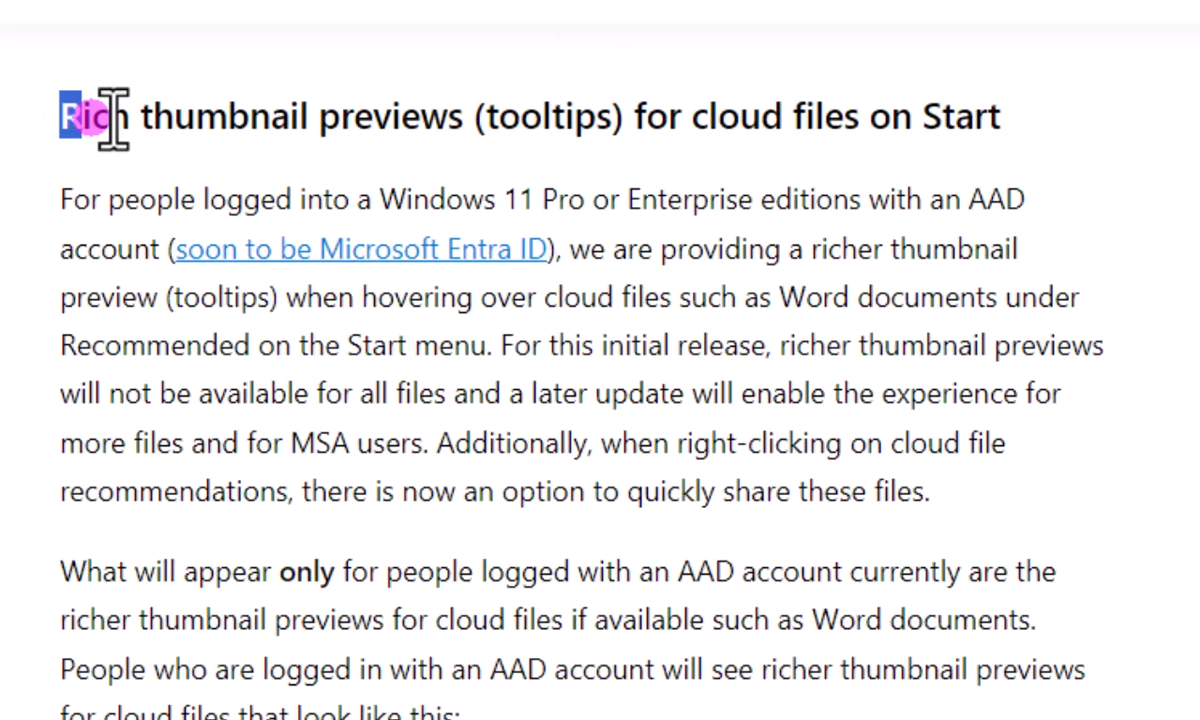 Rich thumbnail previews (tooltips) for cloud files on Start
For people logged into a Windows 11 Pro or Enterprise editions with an AAD
account (soon to be Microsoft Entra ID), we are providing a richer thumbnail
preview (tooltips) when hovering over cloud files such as Word documents under
Recommended on the Start menu. For this initial release, richer thumbnail previews
will not be available for all files and a later update will enable the experience for
more files and for MSA users. Additionally, when right-clicking on cloud file
recommendations, there is now an option to quickly share these files.
What will appear only for people logged with an AAD account currently are the
richer thumbnail previews for cloud files if available such as Word documents.
People who are logged in with an AAD account will see richer thumbnail previews
for cloud files that look like this: